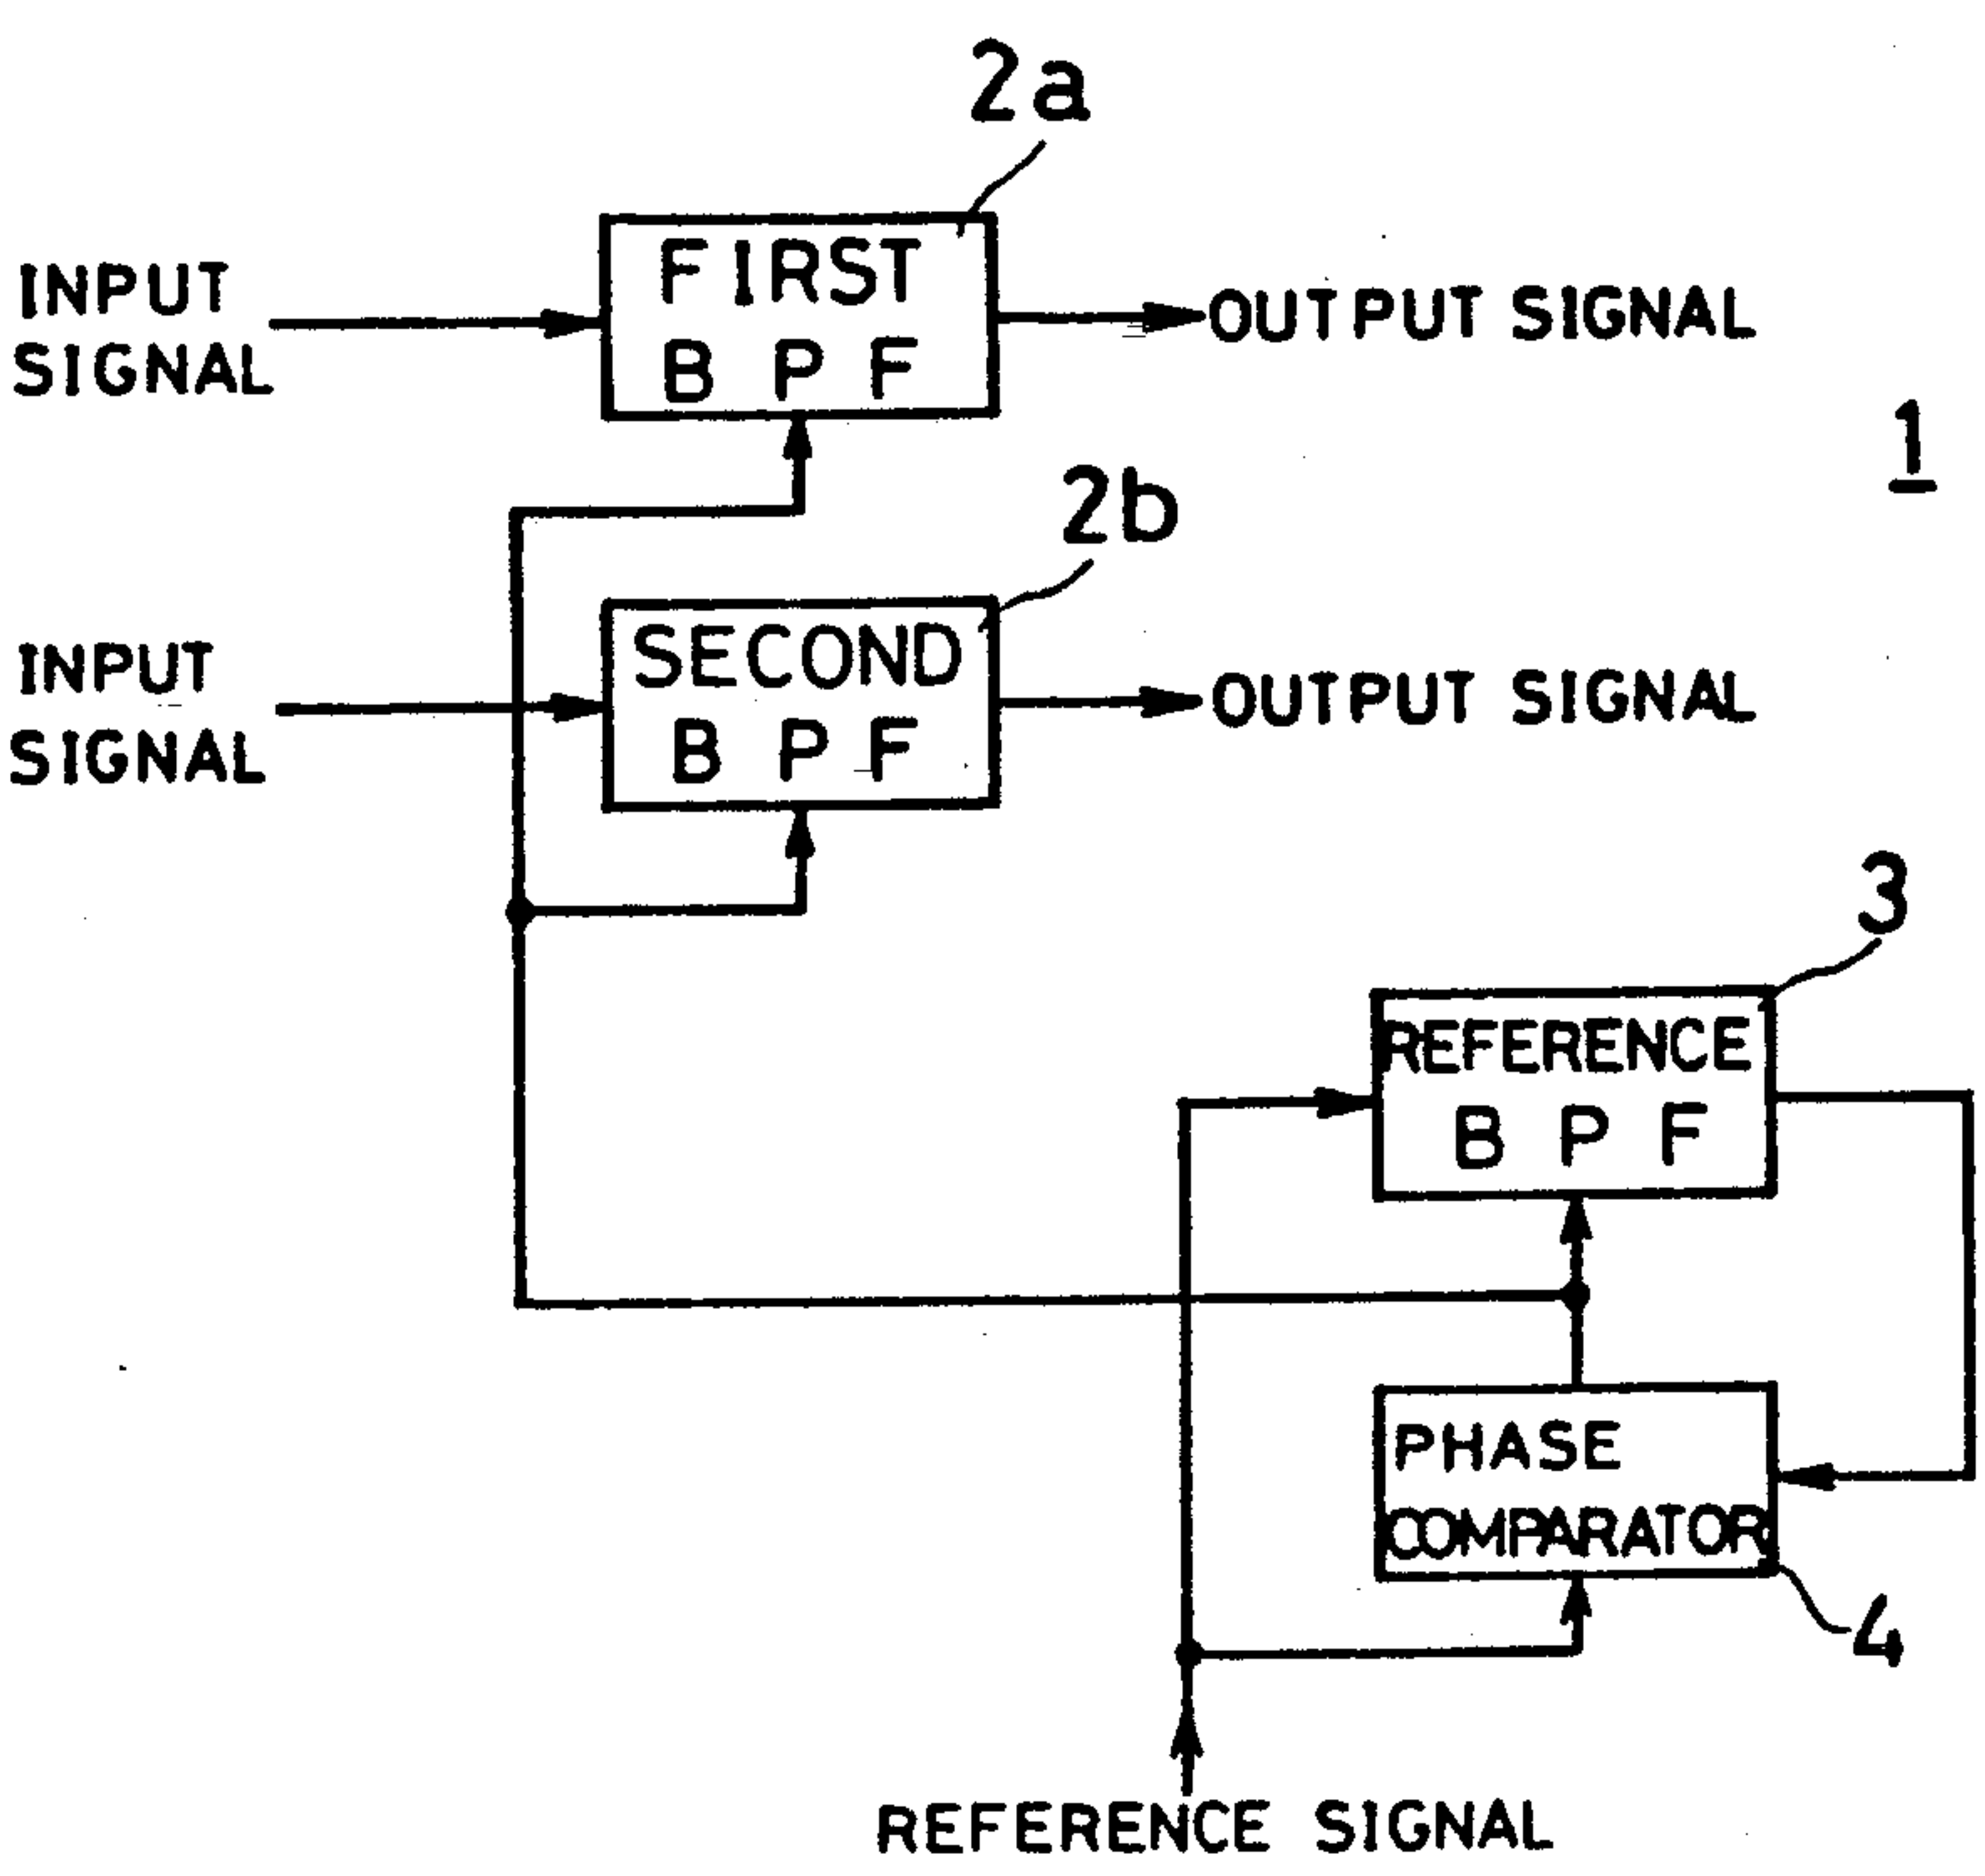 2a
FIRST
BPF
INPUT
SIGNAL
OUTPUT SIGNAL
1
2b
SECOND
BPF
INPUT
SIGNAL
OUTPUT SIGNAL
3
REFERENCE
BPF
PHASE
COMPARATOR
4
REFERENCE SIGNAL